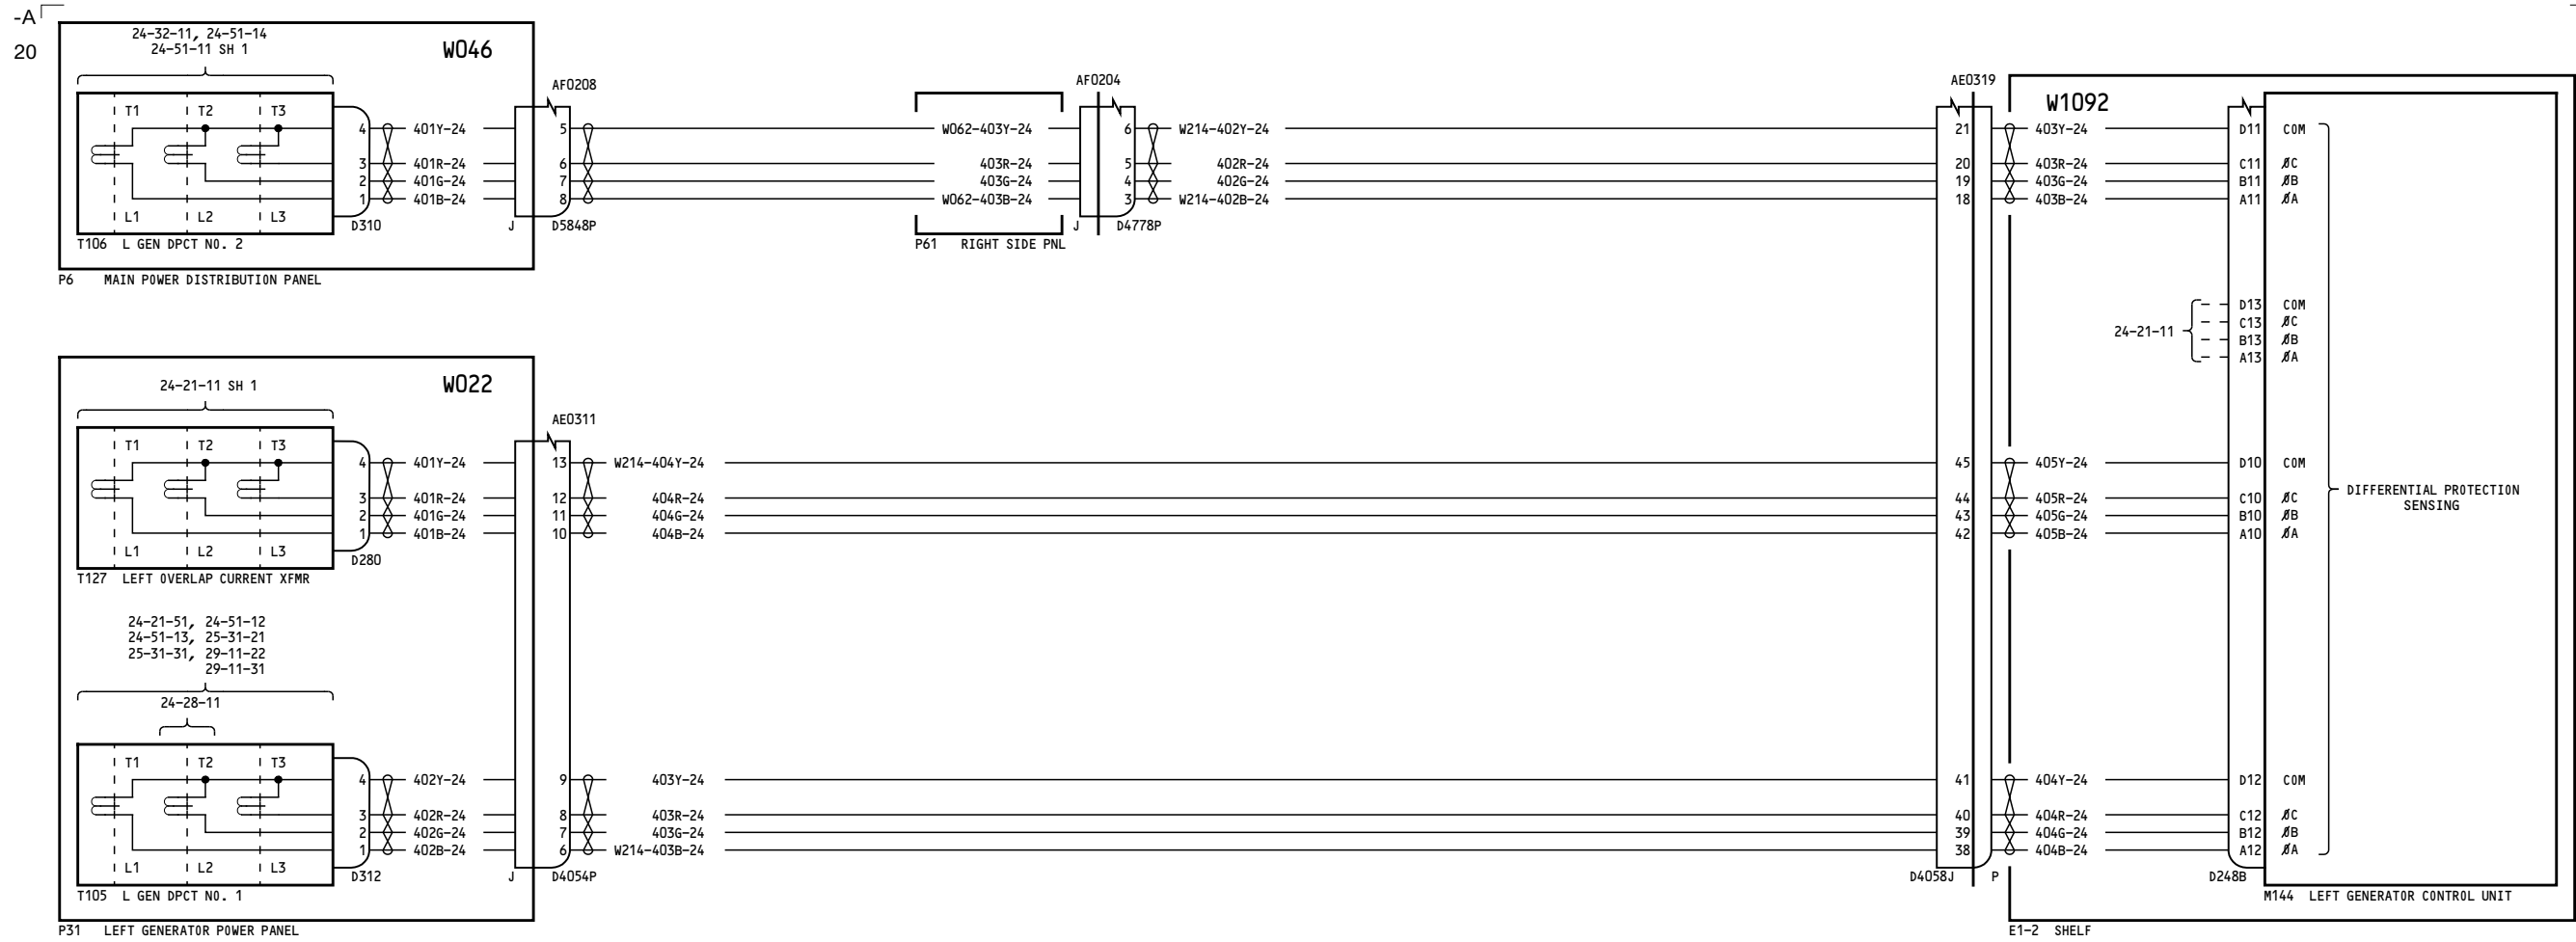 -A
20
24-32-11, 24-51-14
24-51-11 SH 1
W046
T1 T2 T3
L1 L2 L3
4 401Y-24
3 401R-24
2 401G-24
1 401B-24
D310
T106 L GEN DPCT NO. 2
P6 MAIN POWER DISTRIBUTION PANEL
AF0208
5
6
7
8
J D5848P
W062-403Y-24
403R-24
403G-24
W062-403B-24
P61 RIGHT SIDE PNL
AF0204
6 W214-402Y-24
5 402R-24
4 402G-24
3 W214-402B-24
J D4778P
AE0319
W1092
21 403Y-24 D11 COM
20 403R-24 C11 ØC
19 403G-24 B11 ØB
18 403B-24 A11 ØA
24-21-11
D13 COM
C13 ØC
B13 ØB
A13 ØA
24-21-11 SH 1
W022
T1 T2 T3
L1 L2 L3
4 401Y-24
3 401R-24
2 401G-24
1 401B-24
D280
T127 LEFT OVERLAP CURRENT XFMR
AE0311
13 W214-404Y-24
12 404R-24
11 404G-24
10 404B-24
45 405Y-24 D10 COM
44 405R-24 C10 ØC
43 405G-24 B10 ØB
42 405B-24 A10 ØA
DIFFERENTIAL PROTECTION
SENSING
24-21-51, 24-51-12
24-51-13, 25-31-21
25-31-31, 29-11-22
29-11-31
24-28-11
T1 T2 T3
L1 L2 L3
4 402Y-24
3 402R-24
2 402G-24
1 402B-24
D312
T105 L GEN DPCT NO. 1
P31 LEFT GENERATOR POWER PANEL
9 403Y-24
8 403R-24
7 403G-24
6 W214-403B-24
J D4054P
41 404Y-24 D12 COM
40 404R-24 C12 ØC
39 404G-24 B12 ØB
38 404B-24 A12 ØA
D4058J P
D248B
M144 LEFT GENERATOR CONTROL UNIT
E1-2 SHELF